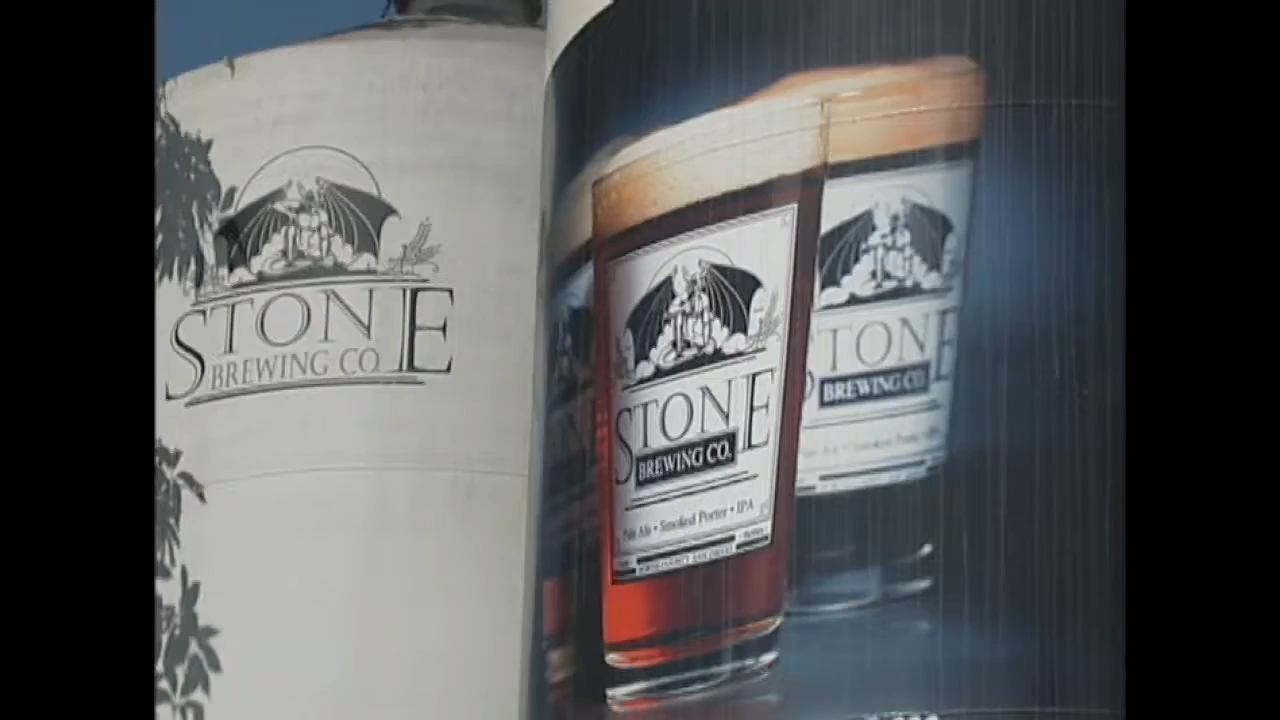 STONE
BREWING CO
STONE
BREWING CO.
Pale Ale • Smoked Porter • IPA
STONE
BREWING CO.